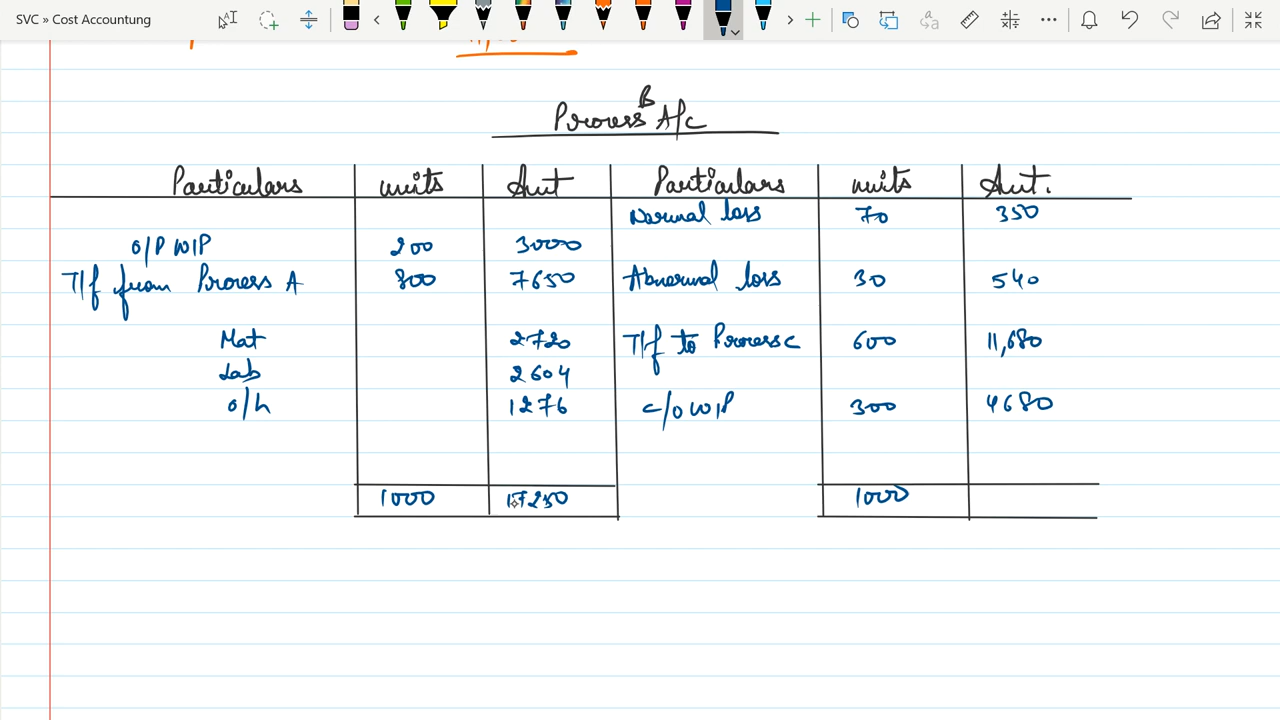 SVC » Cost Accountung
B
Process A/c
Particulars units Amt Particulars units Amt.
Normal loss 70 350
O/P WIP 200 3000
T/f from Process A 800 7650 Abnormal loss 30 540
Mat 2720 T/f to Process C 600 11,680
Lab 2604
O/h 1276 C/O WIP 300 4680
1000 17250 1000